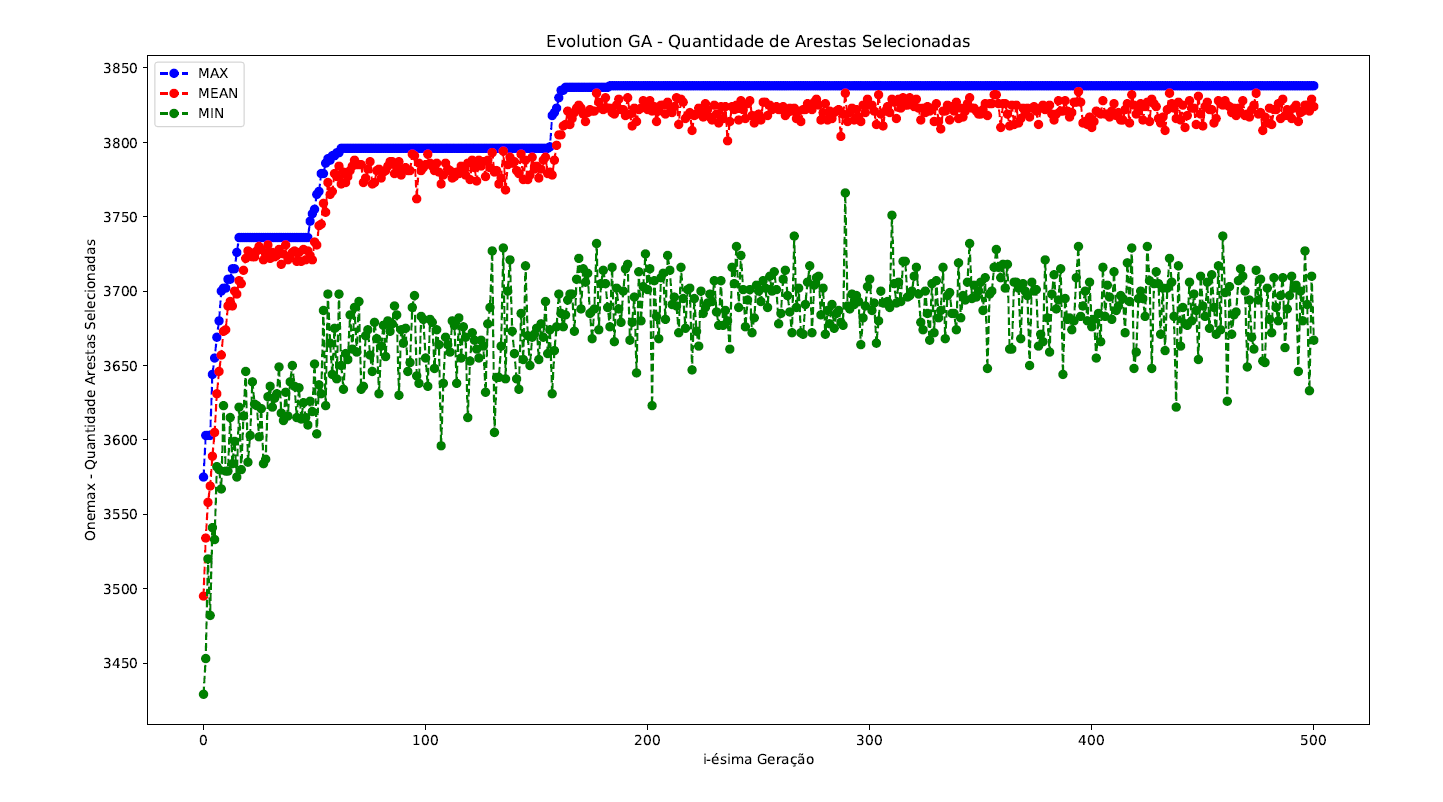 Evolution GA - Quantidade de Arestas Selecionadas
MAX
MEAN
MIN
Onemax - Quantidade Arestas Selecionadas
3850
3800
3750
3700
3650
3600
3550
3500
3450
0 100 200 300 400 500
i-ésima Geração